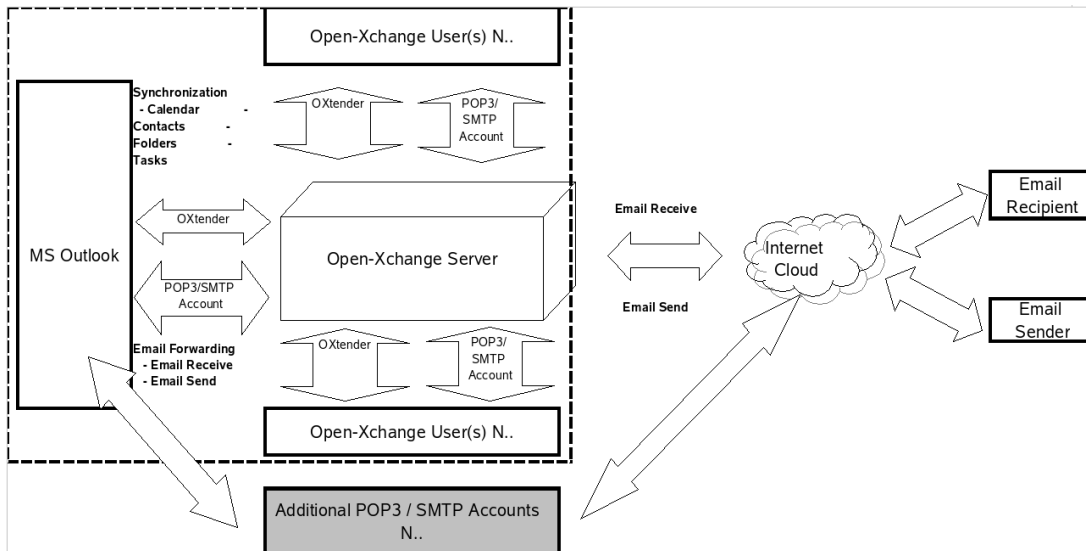 Open-Xchange User(s) N..
Synchronization
- Calendar -
Contacts -
Folders -
Tasks
OXtender
POP3/
SMTP
Account
OXtender
MS Outlook
Open-Xchange Server
POP3/SMTP
Account
Email Forwarding
- Email Receive
- Email Send
OXtender
POP3/
SMTP
Account
Open-Xchange User(s) N..
Additional POP3 / SMTP Accounts
N..
Email Receive
Email Send
Internet
Cloud
Email
Recipient
Email
Sender